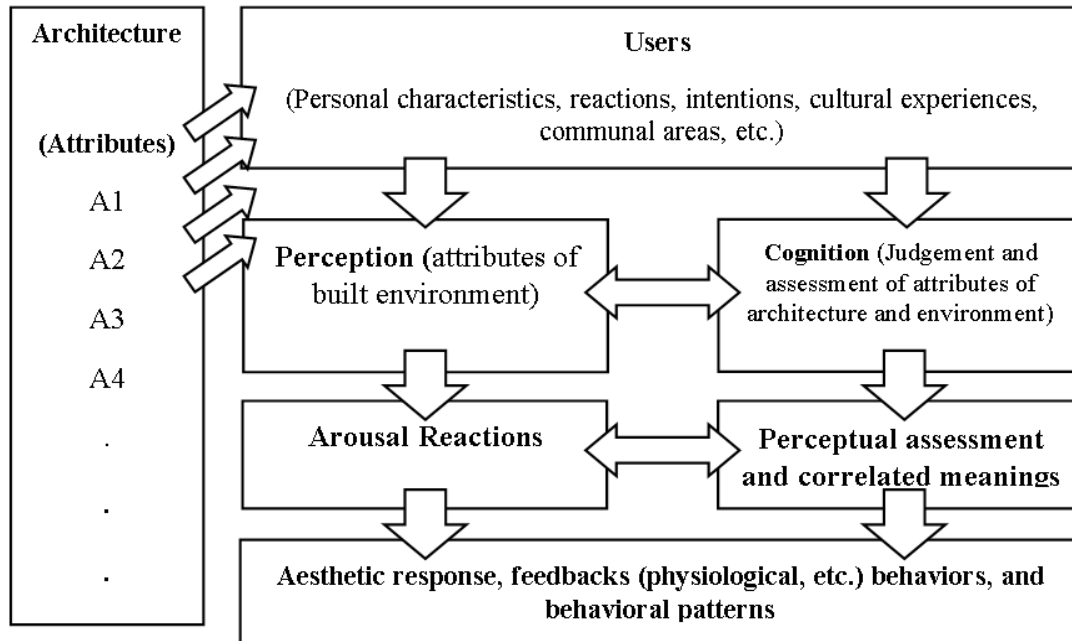 Architecture
(Attributes)
A1
A2
A3
A4
.
.
.
Users
(Personal characteristics, reactions, intentions, cultural experiences,
communal areas, etc.)
Perception (attributes of
built environment)
Cognition (Judgement and
assessment of attributes of
architecture and environment)
Arousal Reactions
Perceptual assessment
and correlated meanings
Aesthetic response, feedbacks (physiological, etc.) behaviors, and
behavioral patterns